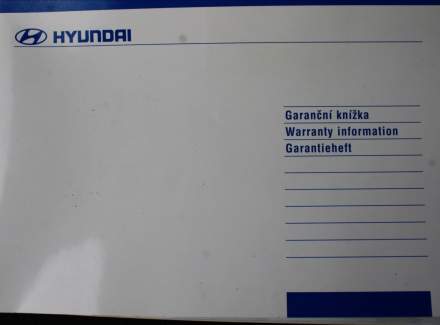 HYUNDAI
Garanční knížka
Warranty information
Garantieheft